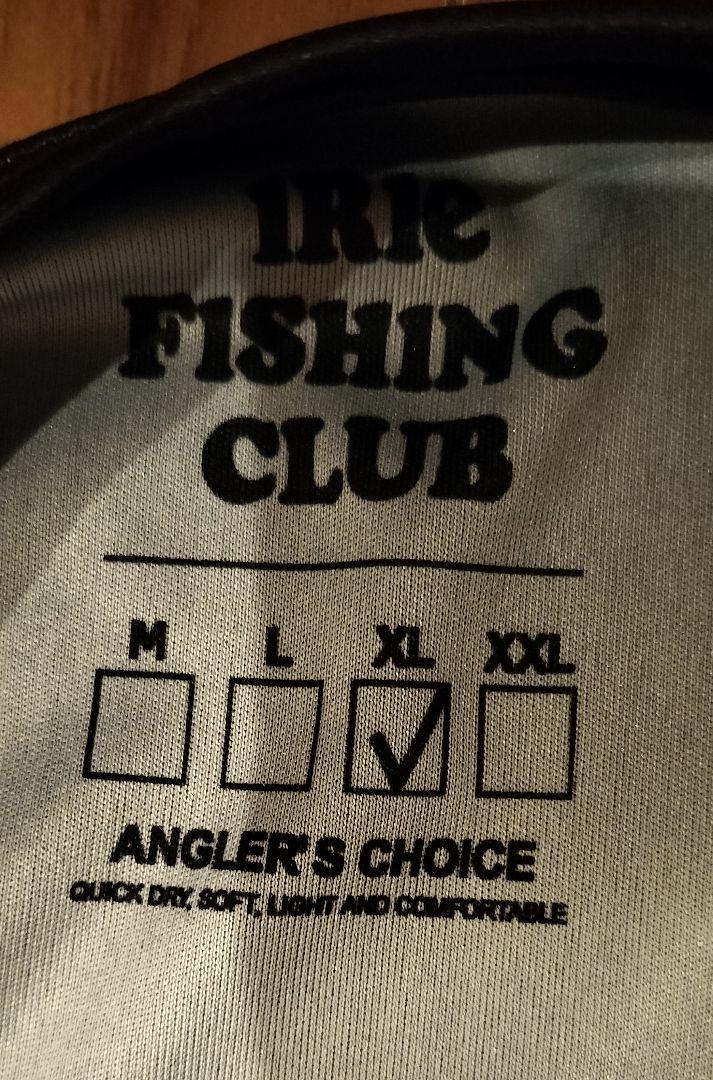 IRIe
FISHING
CLUB
M L XL XXL
ANGLER'S CHOICE
QUICK DRY, SOFT, LIGHT AND COMFORTABLE